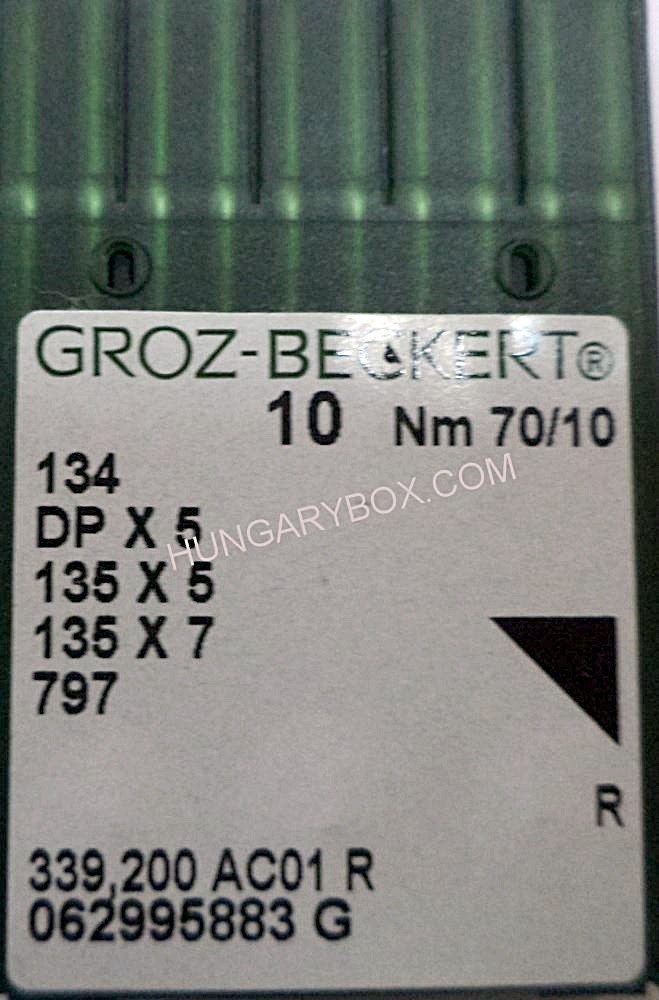 GROZ-BECKERT®
10 Nm 70/10
134
DP X 5
HUNGARYBOX.COM
135 X 5
135 X 7
797
R
339,200 AC01 R
062995883 G